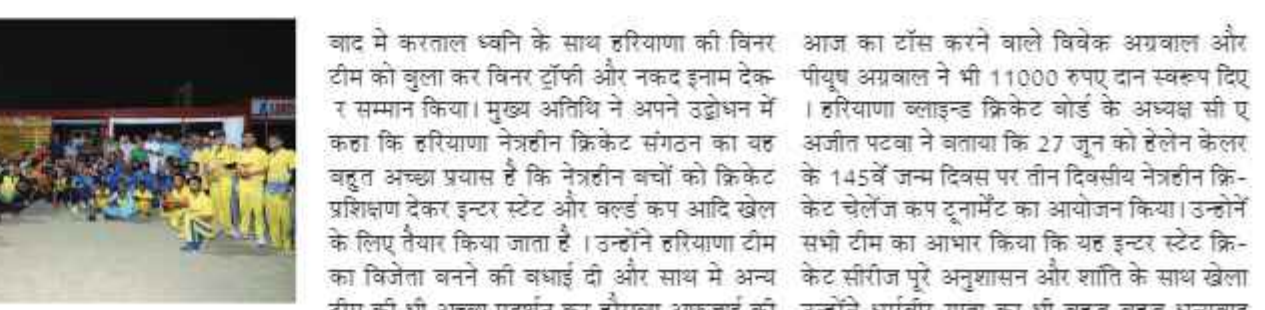 बाद मे करताल ध्वनि के साथ हरियाणा की विनर
टीम को बुला कर विनर ट्रॉफी और नकद इनाम देक-
र सम्मान किया। मुख्य अतिथि ने अपने उद्बोधन में
कहा कि हरियाणा नेत्रहीन क्रिकेट संगठन का यह
बहुत अच्छा प्रयास है कि नेत्रहीन बचों को क्रिकेट
प्रशिक्षण देकर इन्टर स्टेट और वर्ल्ड कप आदि खेल
के लिए तैयार किया जाता है । उन्होंने हरियाणा टीम
का विजेता बनने की बधाई दी और साथ मे अन्य
आज का टॉस करने वाले विवेक अग्रवाल और
पीयूष अग्रवाल ने भी 11000 रुपए दान स्वरूप दिए
। हरियाणा ब्लाइन्ड क्रिकेट बोर्ड के अध्यक्ष सी ए
अजीत पटवा ने बताया कि 27 जून को हेलेन केलर
के 145वें जन्म दिवस पर तीन दिवसीय नेत्रहीन क्रि-
केट चेलेंज कप टूनामेंट का आयोजन किया। उन्होनें
सभी टीम का आभार किया कि यह इन्टर स्टेट क्रि-
केट सीरीज पूरे अनुशासन और शांति के साथ खेला